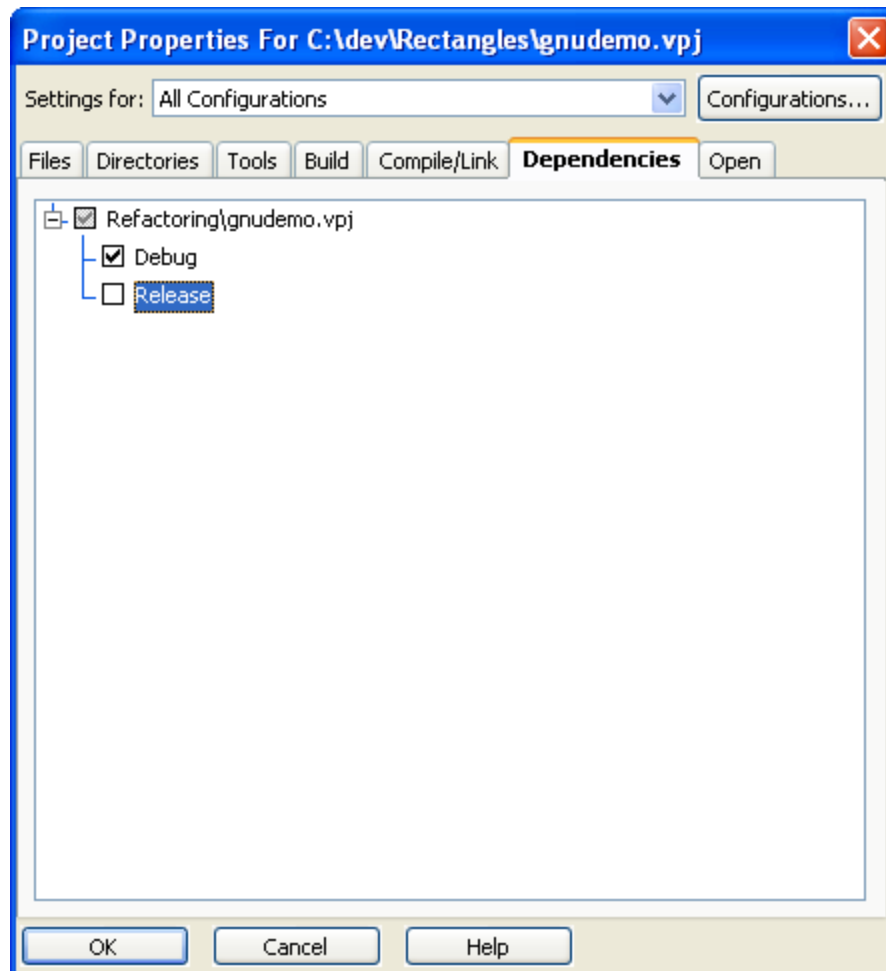 Project Properties For C:\dev\Rectangles\gnudemo.vpj
Settings for: All Configurations Configurations...
Files Directories Tools Build Compile/Link Dependencies Open
Refactoring\gnudemo.vpj
Debug
Release
OK Cancel Help